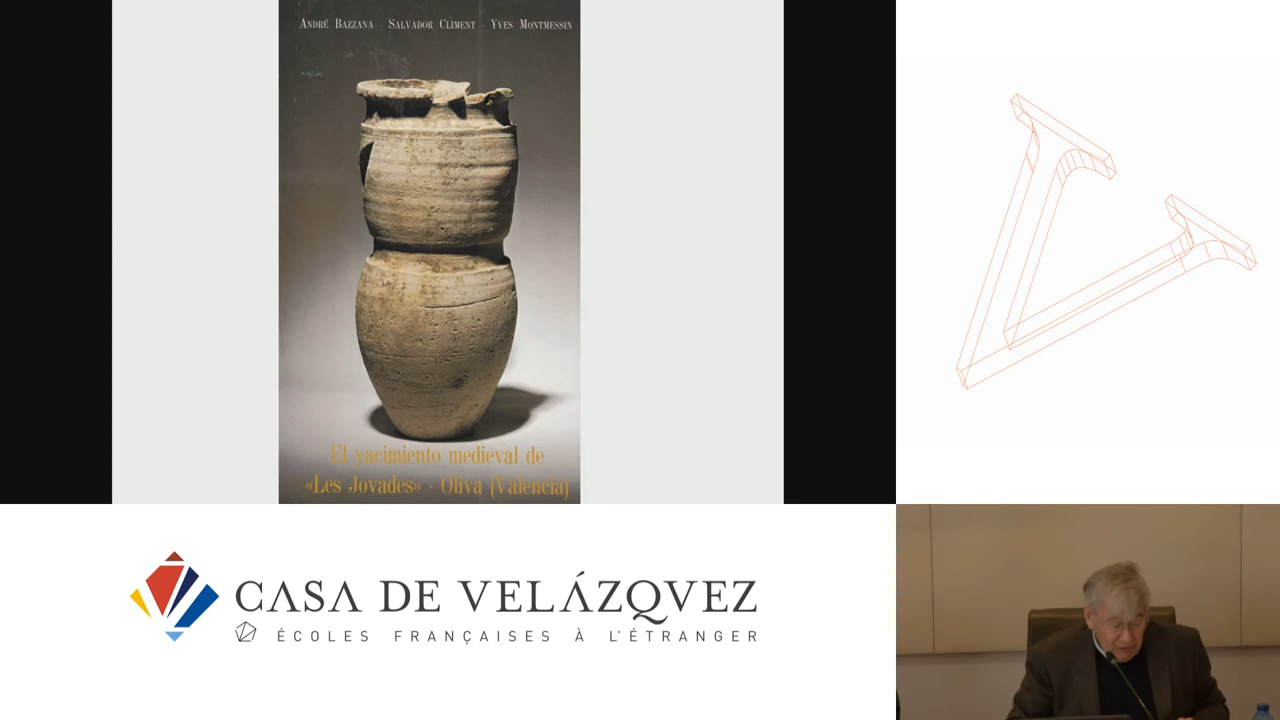 ANDRÉ BAZZANA - SALVADOR CLIMENT - YVES MONTMESSIN
El yacimiento medieval de
«Les Jovades» - Oliva (Valencia)
CASA DE VELÁZQVEZ
ÉCOLES FRANÇAISES À L'ÉTRANGER